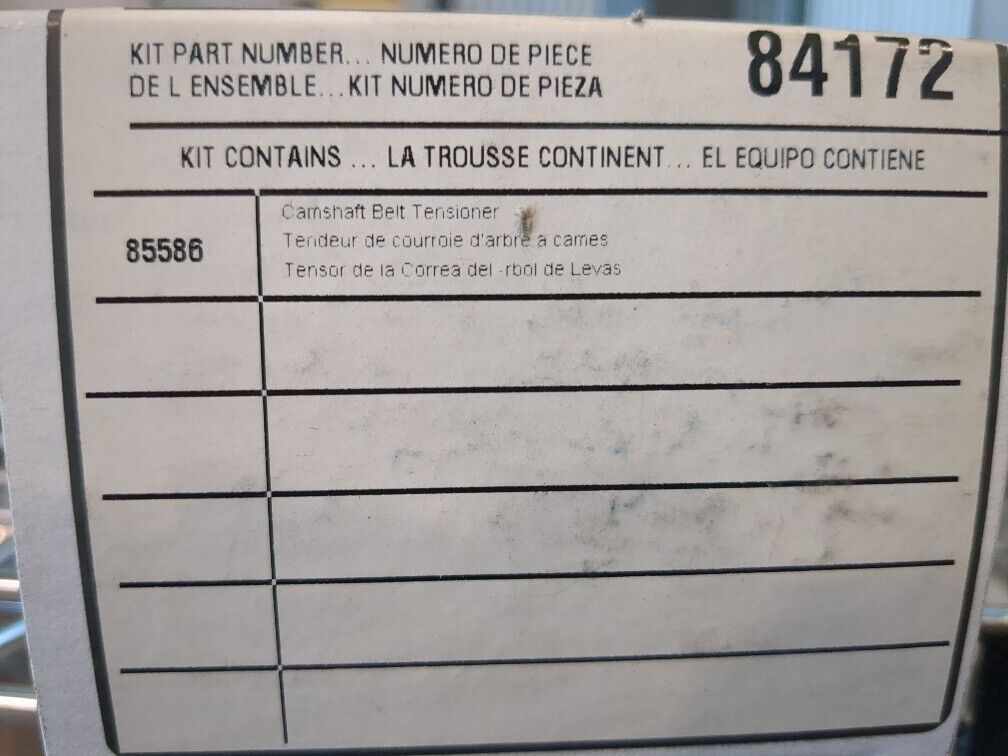 KIT PART NUMBER... NUMERO DE PIECE
DE L ENSEMBLE...KIT NUMERO DE PIEZA
84172
KIT CONTAINS ... LA TROUSSE CONTINENT... EL EQUIPO CONTIENE
85586
Camshaft Belt Tensioner
Tendeur de courroie d'arbre a cames
Tensor de la Correa del -rbol de Levas